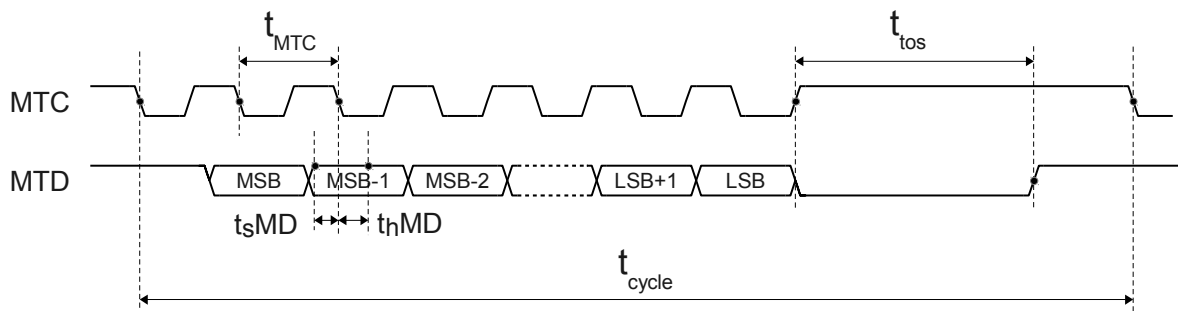 tMTC
ttos
MTC
MTD
MSB
MSB-1
MSB-2
LSB+1
LSB
tsMD
thMD
tcycle